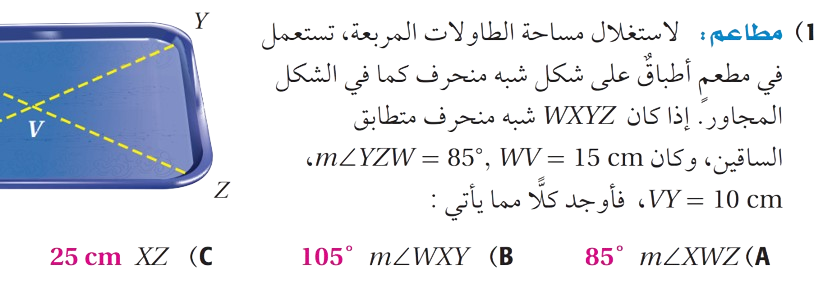 1) مطاعم: لاستغلال مساحة الطاولات المربعة، تستعمل
في مطعمٍ أطباقٌ على شكل شبه منحرف كما في الشكل
المجاور. إذا كان WXYZ شبه منحرف متطابق
الساقين، وكان m∠YZW = 85°, WV = 15 cm،
VY = 10 cm، فأوجد كلًّا مما يأتي :
A) m∠XWZ 85°
B) m∠WXY 105°
C) XZ 25 cm
Y
V
Z